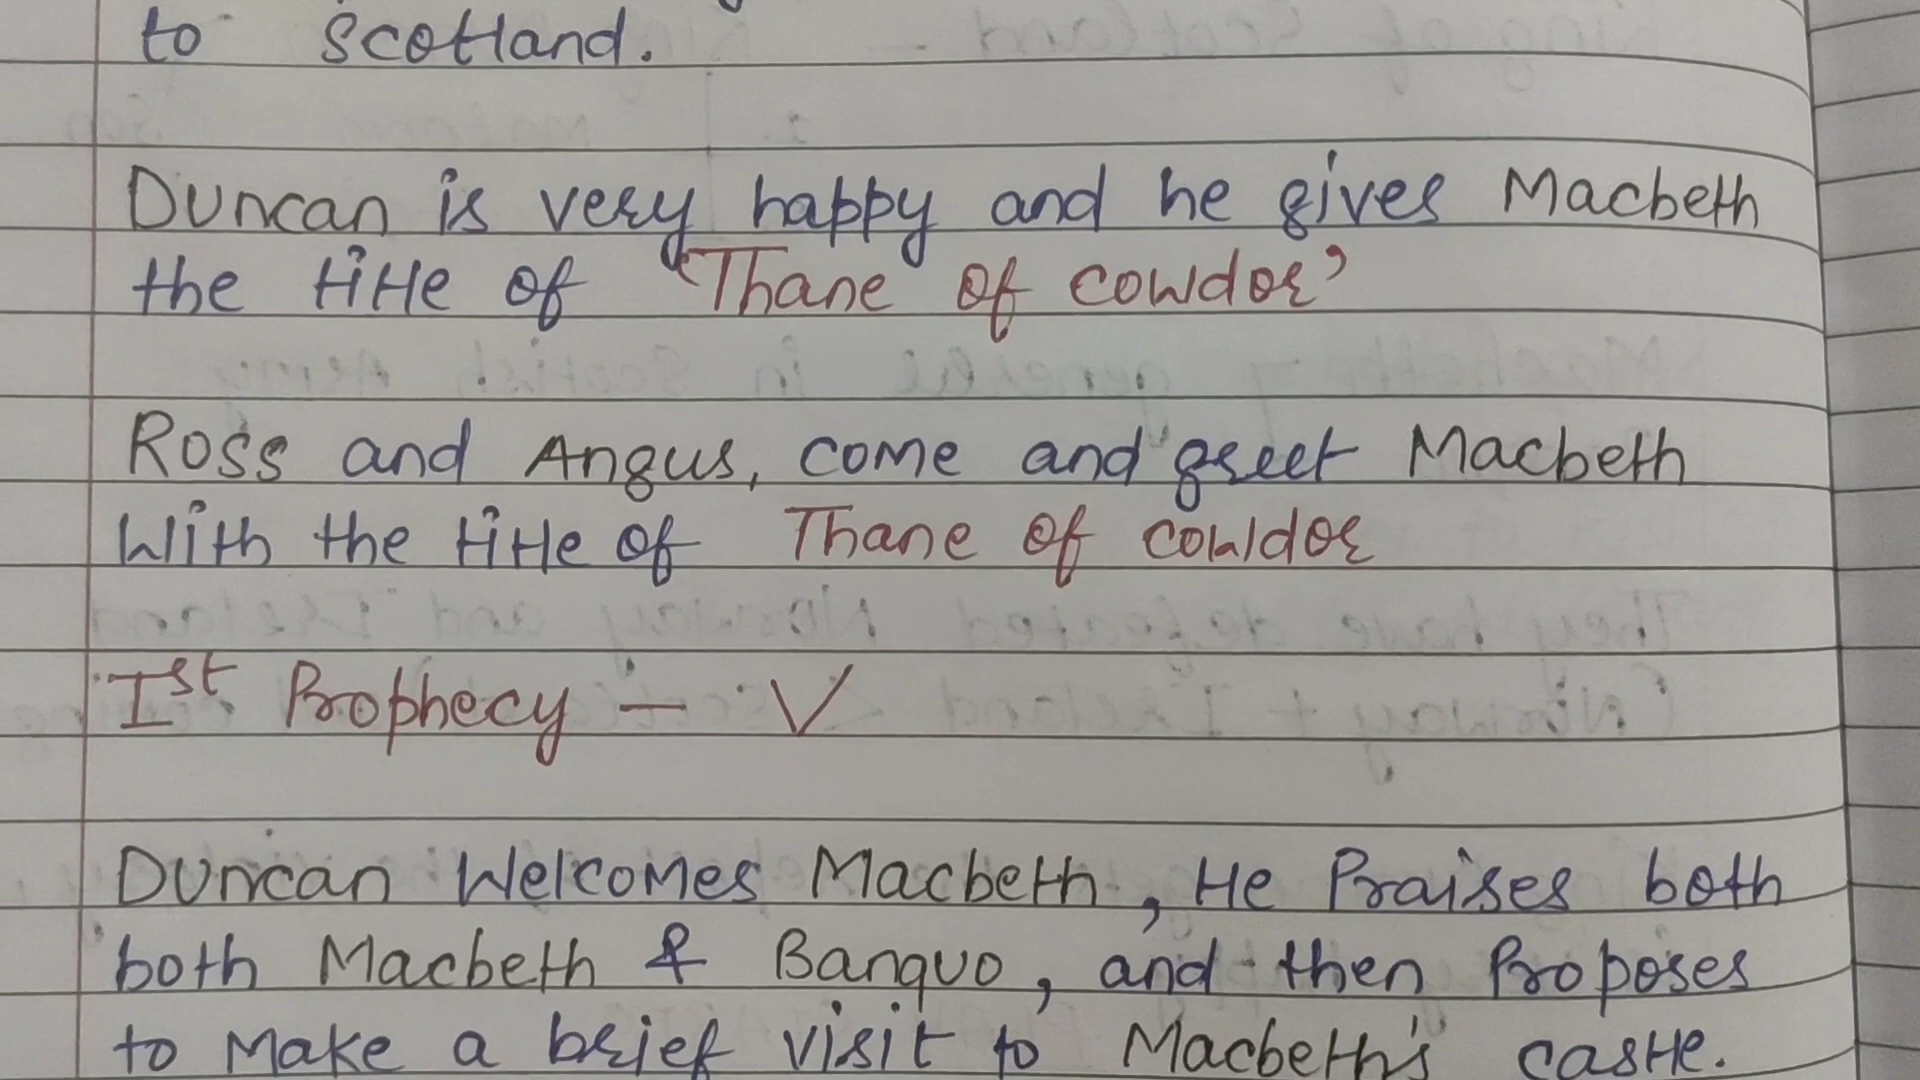 to Scotland.
Duncan is very happy and he gives Macbeth
the title of 'Thane of Cowdor'
Ross and Angus, come and greet Macbeth
With the title of Thane of Cowdor
Ist Prophecy - V
Duncan Welcomes Macbeth, He Praises both
both Macbeth & Banquo, and then Proposes
to Make a brief visit to Macbeth's castle.